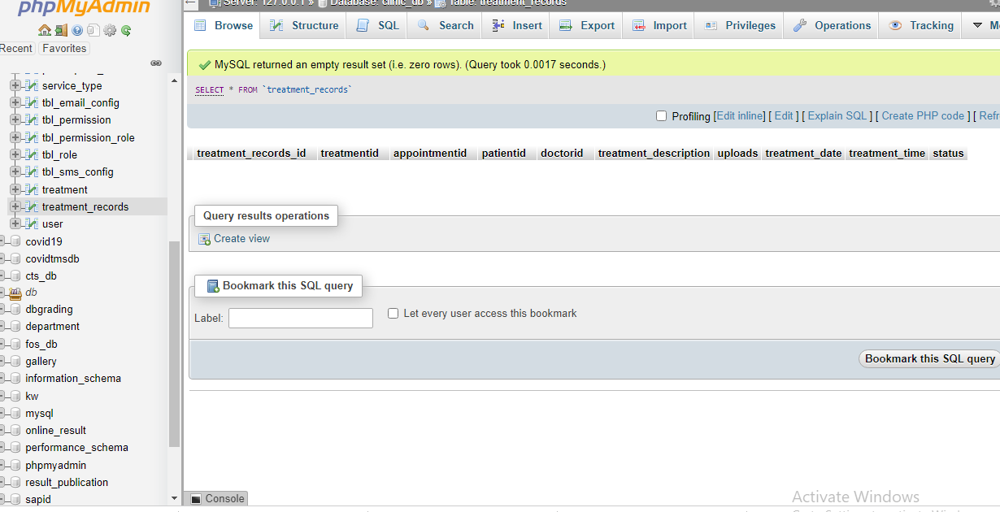 phpMyAdmin
Server: 127.0.0.1 » Database: clinic_db » Table: treatment_records
Recent Favorites
Browse Structure SQL Search Insert Export Import Privileges Operations Tracking
MySQL returned an empty result set (i.e. zero rows). (Query took 0.0017 seconds.)
SELECT * FROM `treatment_records`
Profiling [Edit inline] [ Edit ] [ Explain SQL ] [ Create PHP code ] [ Refr
treatment_records_id treatmentid appointmentid patientid doctorid treatment_description uploads treatment_date treatment_time status
Query results operations
Create view
Bookmark this SQL query
Label:
Let every user access this bookmark
Bookmark this SQL query
Console
service_type
tbl_email_config
tbl_permission
tbl_permission_role
tbl_role
tbl_sms_config
treatment
treatment_records
user
covid19
covidtmsdb
cts_db
db
dbgrading
department
fos_db
gallery
information_schema
kw
mysql
online_result
performance_schema
phpmyadmin
result_publication
sapid
Activate Windows